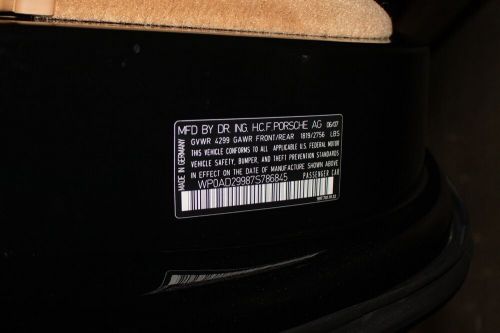 MFD BY DR. ING. H.C.F. PORSCHE AG 06/07
GVWR 4299 GAWR FRONT/REAR 1819/2756 LBS
THIS VEHICLE CONFORMS TO ALL APPLICABLE U.S. FEDERAL MOTOR
VEHICLE SAFETY, BUMPER, AND THEFT PREVENTION STANDARDS
IN EFFECT ON THE DATE OF MANUFACTURE SHOWN ABOVE.
WP0AD29987S786845 PASSENGER CAR
MADE IN GERMANY